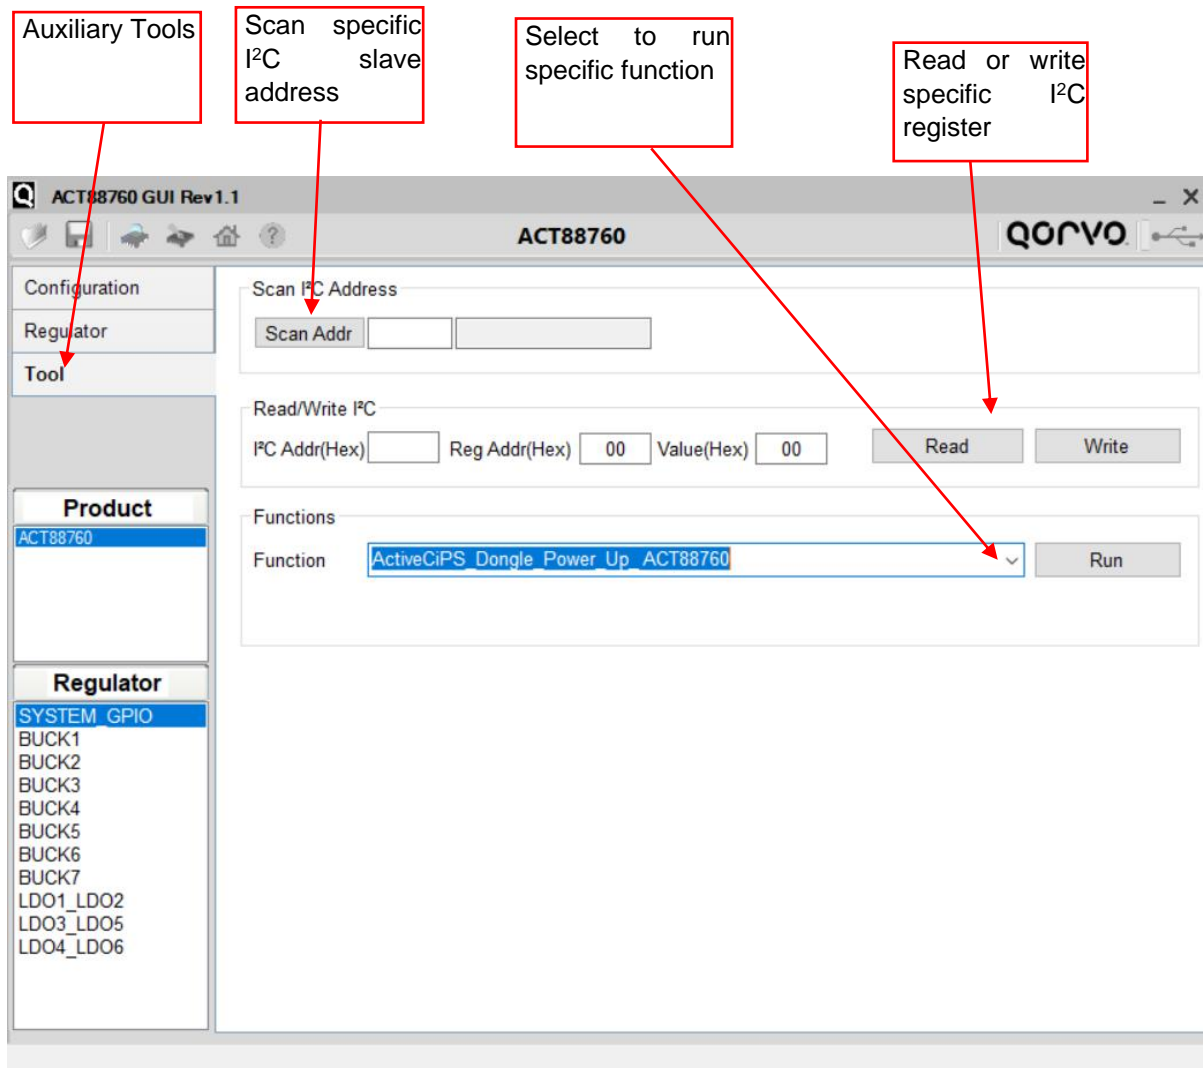 Auxiliary Tools
Scan specific
I²C slave
address
Select to run
specific function
Read or write
specific I²C
register
ACT88760 GUI Rev1.1
ACT88760
QORVO
Configuration
Regulator
Tool
Scan I²C Address
Scan Addr
Read/Write I²C
I²C Addr(Hex) Reg Addr(Hex) 00 Value(Hex) 00 Read Write
Functions
Function ActiveCiPS_Dongle_Power_Up_ACT88760 Run
Product
ACT88760
Regulator
SYSTEM_GPIO
BUCK1
BUCK2
BUCK3
BUCK4
BUCK5
BUCK6
BUCK7
LDO1_LDO2
LDO3_LDO5
LDO4_LDO6